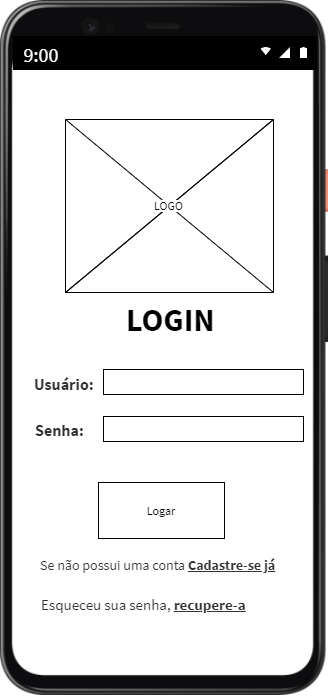 9:00
LOGO
LOGIN
Usuário:
Senha:
Logar
Se não possui uma conta Cadastre-se já
Esqueceu sua senha, recupere-a